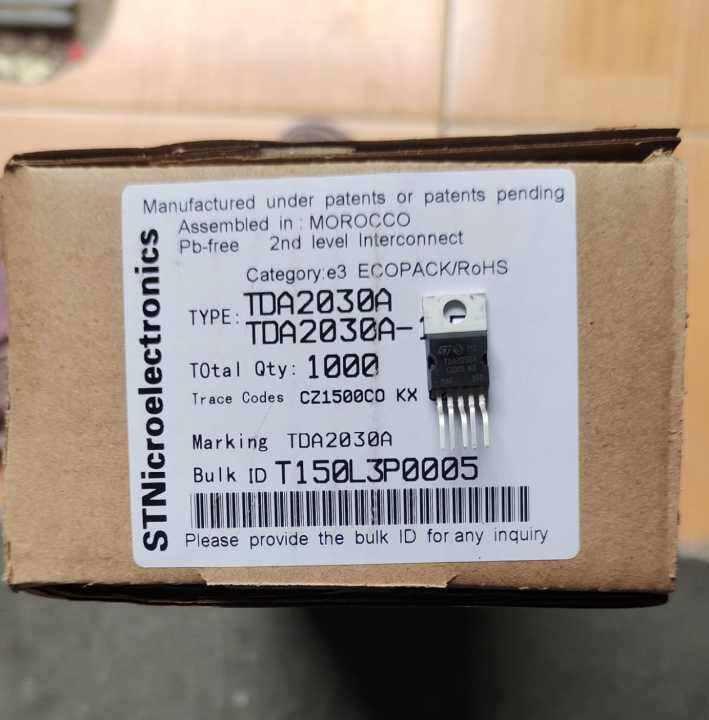 Manufactured under patents or patents pending
Assembled in : MOROCCO
Pb-free 2nd level Interconnect
Category:e3 ECOPACK/RoHS
TYPE: TDA2030A
TDA2030A-
TOtal Qty: 1000
Trace Codes CZ1500CO KX
Marking TDA2030A
Bulk ID T150L3P0005
Please provide the bulk ID for any inquiry
STNicroelectronics
TDA2030A